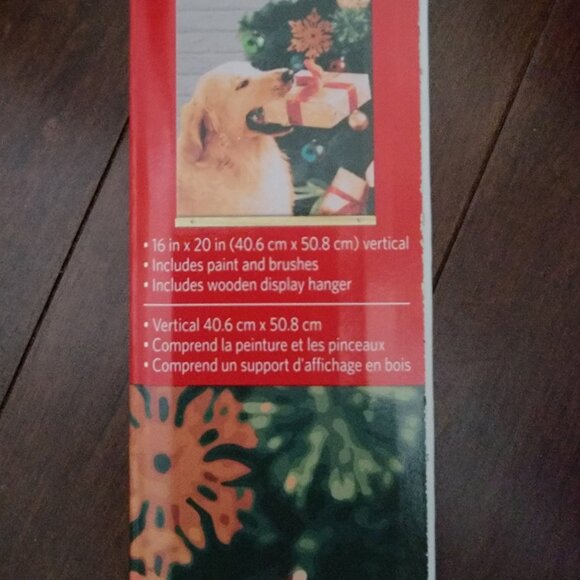 • 16 in x 20 in (40.6 cm x 50.8 cm) vertical
• Includes paint and brushes
• Includes wooden display hanger
• Vertical 40.6 cm x 50.8 cm
• Comprend la peinture et les pinceaux
• Comprend un support d'affichage en bois